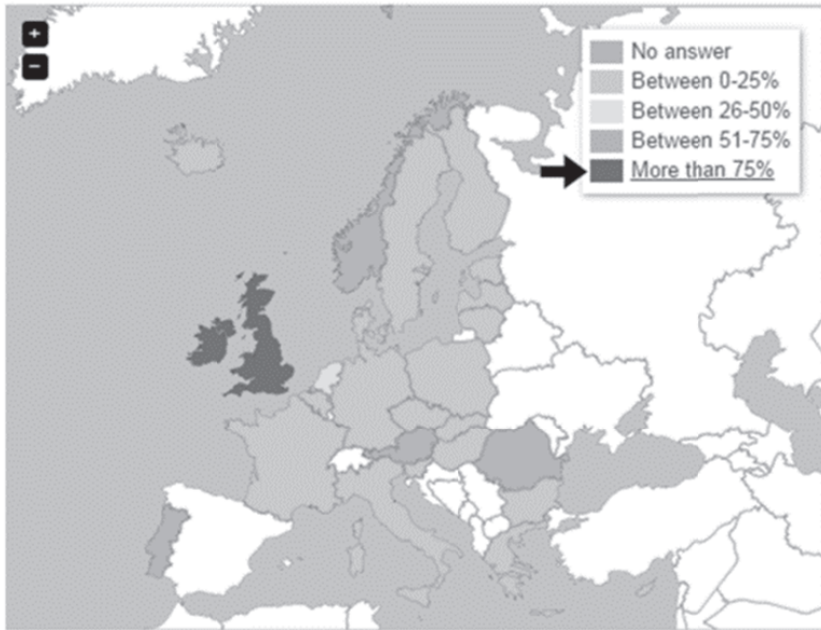 +
−
No answer
Between 0-25%
Between 26-50%
Between 51-75%
More than 75%